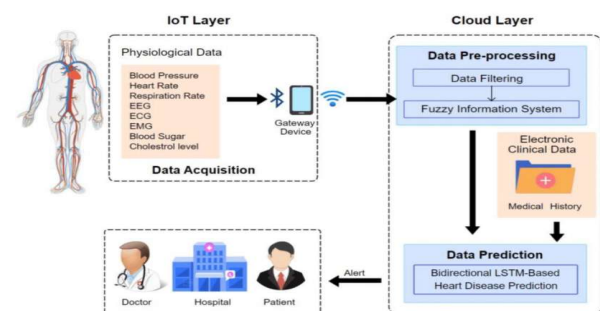 IoT Layer
Physiological Data
Blood Pressure
Heart Rate
Respiration Rate
EEG
ECG
EMG
Blood Sugar
Cholestrol level
Data Acquisition
Gateway
Device
Cloud Layer
Data Pre-processing
Data Filtering
Fuzzy Information System
Electronic
Clinical Data
Medical History
Data Prediction
Bidirectional LSTM-Based
Heart Disease Prediction
Alert
Doctor
Hospital
Patient